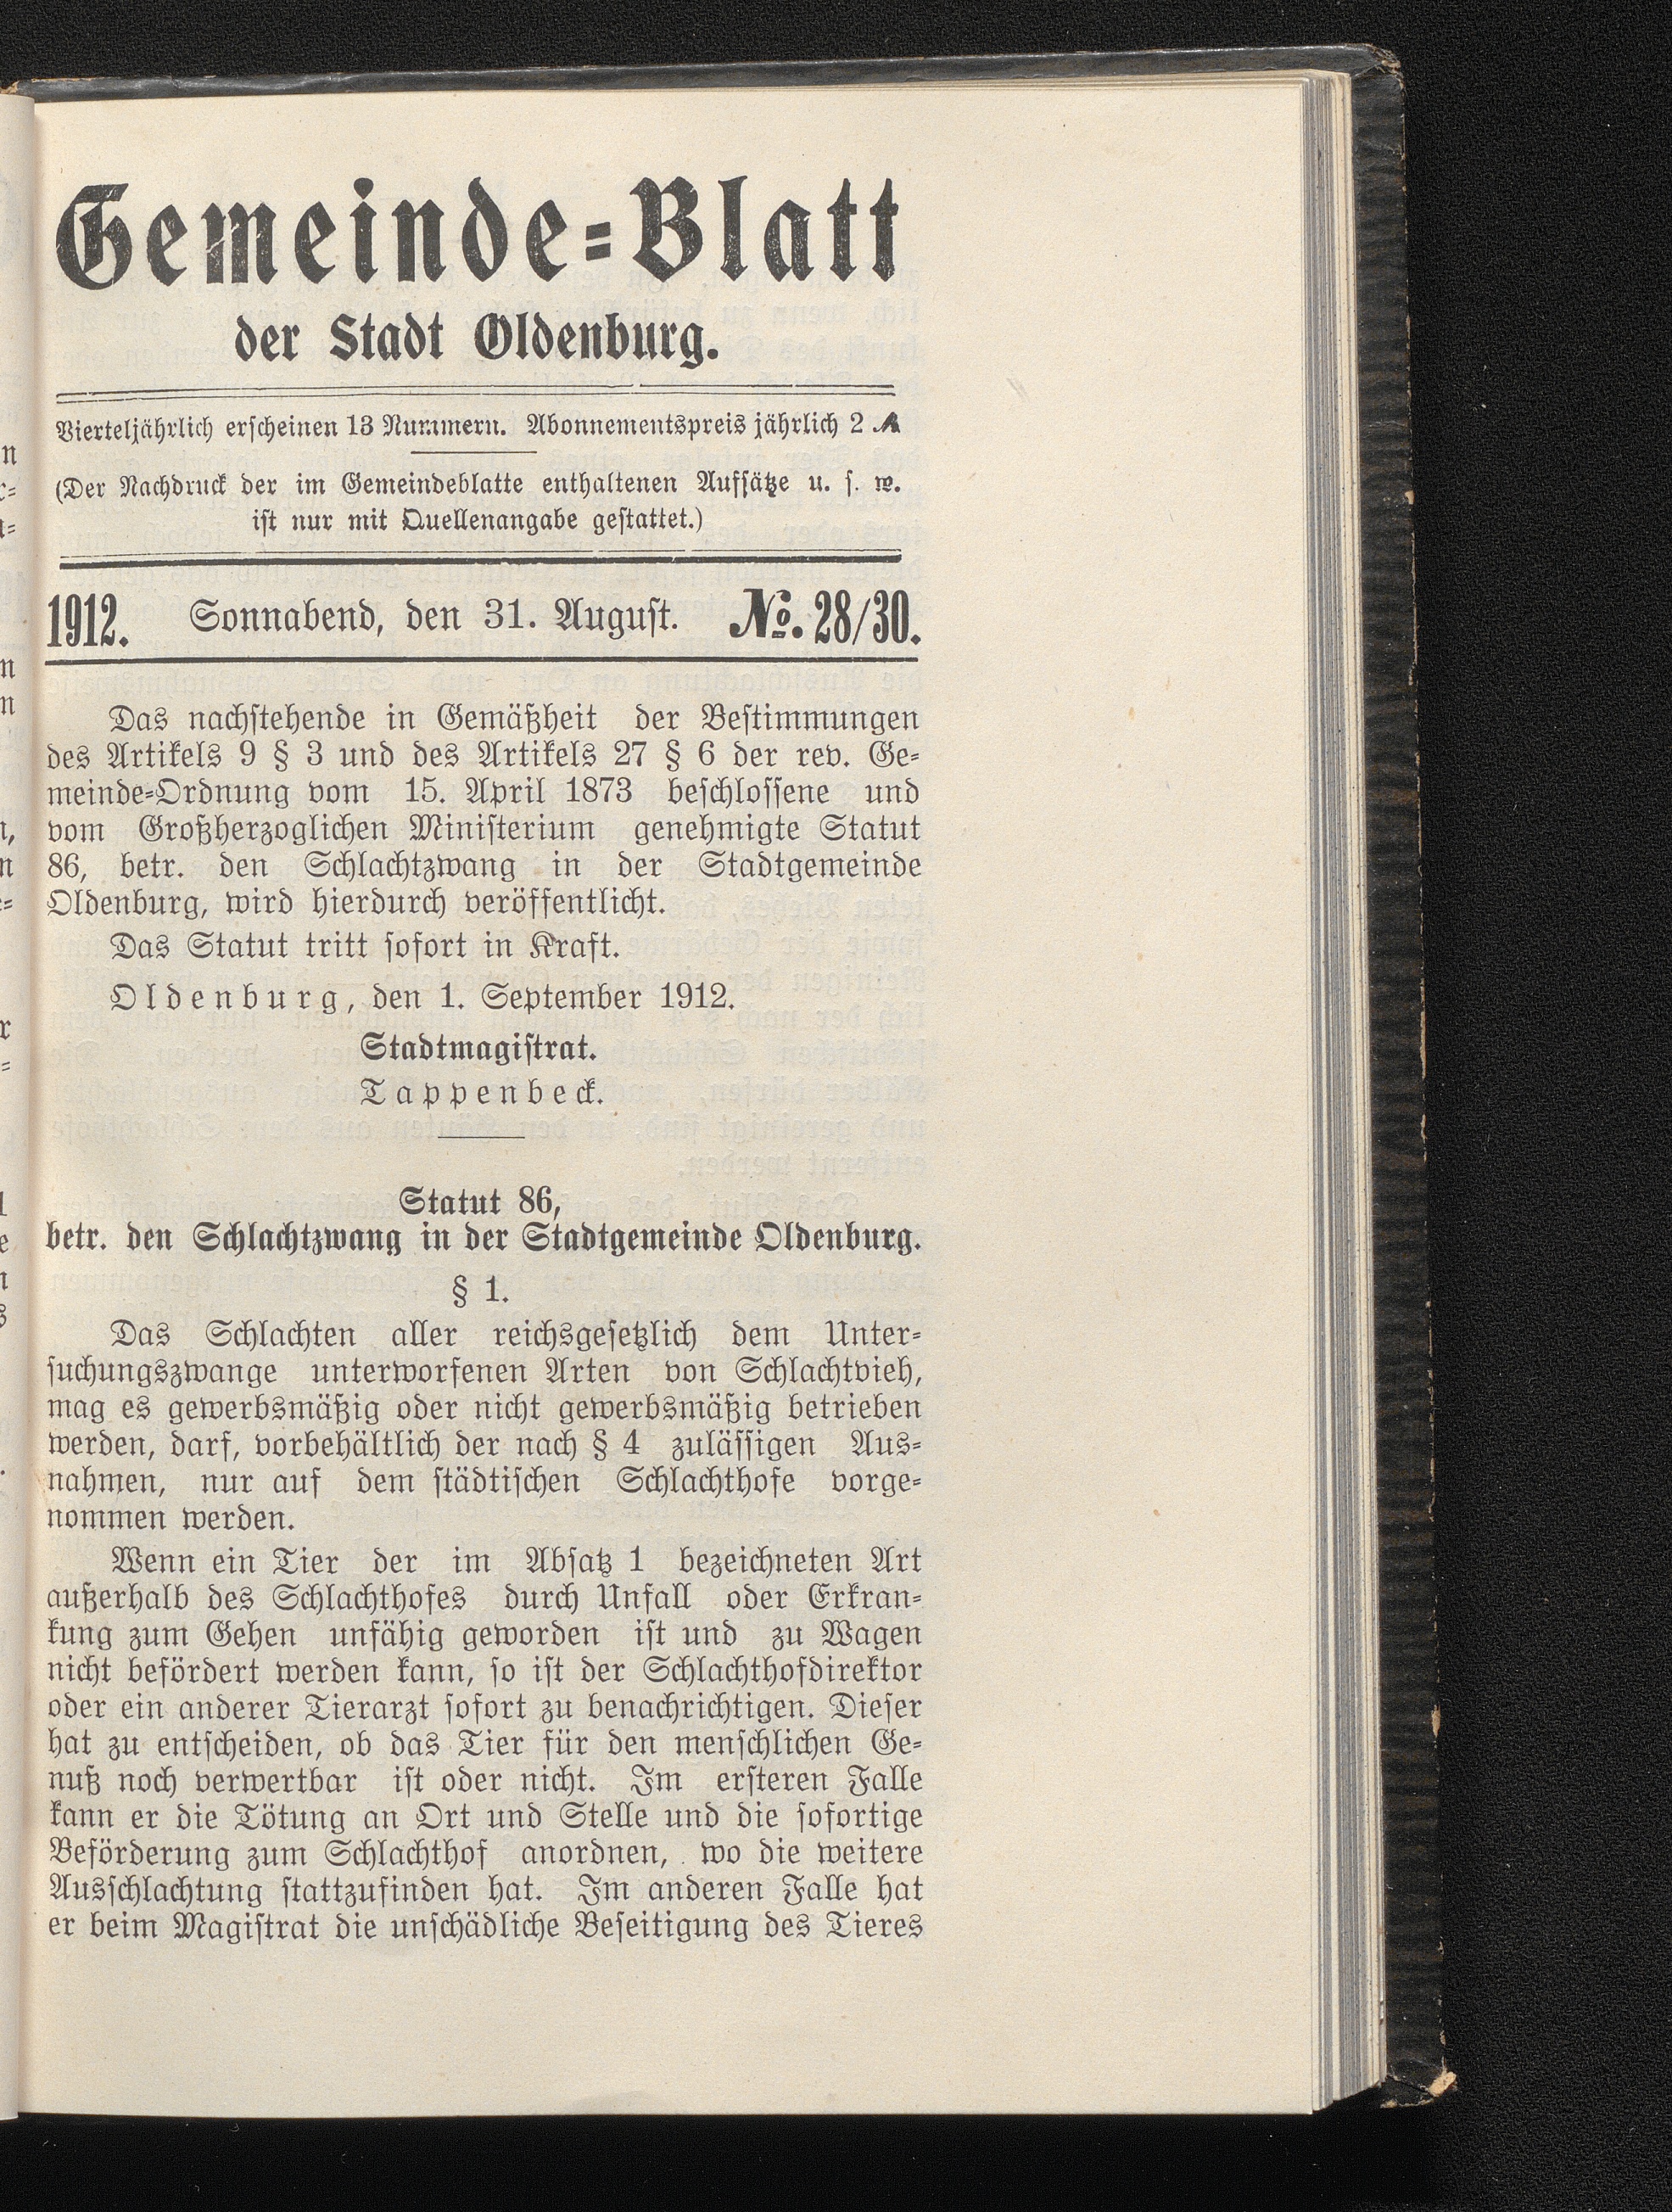 Gemeinde-Blatt
der Stadt Oldenburg.
Vierteljährlich erscheinen 13 Nummern. Abonnementspreis jährlich 2 ℳ
(Der Nachdruck der im Gemeindeblatte enthaltenen Aufsätze u. s. w.
ist nur mit Quellenangabe gestattet.)
1912. Sonnabend, den 31. August. No. 28/30.
Das nachstehende in Gemäßheit der Bestimmungen
des Artikels 9 § 3 und des Artikels 27 § 6 der rev. Ge-
meinde-Ordnung vom 15. April 1873 beschlossene und
vom Großherzoglichen Ministerium genehmigte Statut
86, betr. den Schlachtzwang in der Stadtgemeinde
Oldenburg, wird hierdurch veröffentlicht.
Das Statut tritt sofort in Kraft.
Oldenburg, den 1. September 1912.
Stadtmagistrat.
Tappenbeck.
Statut 86,
betr. den Schlachtzwang in der Stadtgemeinde Oldenburg.
§ 1.
Das Schlachten aller reichsgesetzlich dem Unter-
suchungszwange unterworfenen Arten von Schlachtvieh,
mag es gewerbsmäßig oder nicht gewerbsmäßig betrieben
werden, darf, vorbehältlich der nach § 4 zulässigen Aus-
nahmen, nur auf dem städtischen Schlachthofe vorge-
nommen werden.
Wenn ein Tier der im Absatz 1 bezeichneten Art
außerhalb des Schlachthofes durch Unfall oder Erkran-
kung zum Gehen unfähig geworden ist und zu Wagen
nicht befördert werden kann, so ist der Schlachthofdirektor
oder ein anderer Tierarzt sofort zu benachrichtigen. Dieser
hat zu entscheiden, ob das Tier für den menschlichen Ge-
nuß noch verwertbar ist oder nicht. Im ersteren Falle
kann er die Tötung an Ort und Stelle und die sofortige
Beförderung zum Schlachthof anordnen, wo die weitere
Ausschlachtung stattzufinden hat. Im anderen Falle hat
er beim Magistrat die unschädliche Beseitigung des Tieres